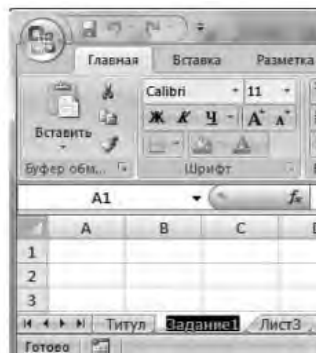 Главная Вставка Разметка
Calibri 11
Вставить Ж К Ч A A
Буфер обм... Шрифт
A1 fx
A B C
1
2
3
Титул Задание1 Лист3
Готово